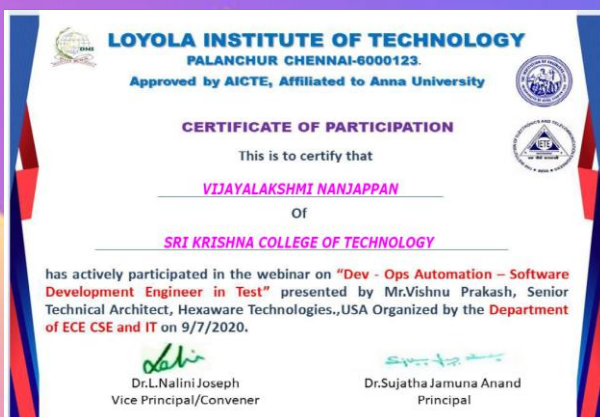 LOYOLA INSTITUTE OF TECHNOLOGY
PALANCHUR CHENNAI-6000123.
Approved by AICTE, Affiliated to Anna University
CERTIFICATE OF PARTICIPATION
IETE
This is to certify that
VIJAYALAKSHMI NANJAPPAN
Of
SRI KRISHNA COLLEGE OF TECHNOLOGY
has actively participated in the webinar on “Dev - Ops Automation – Software
Development Engineer in Test” presented by Mr.Vishnu Prakash, Senior
Technical Architect, Hexaware Technologies.,USA Organized by the Department
of ECE CSE and IT on 9/7/2020.
Dr.L.Nalini Joseph
Vice Principal/Convener
Dr.Sujatha Jamuna Anand
Principal